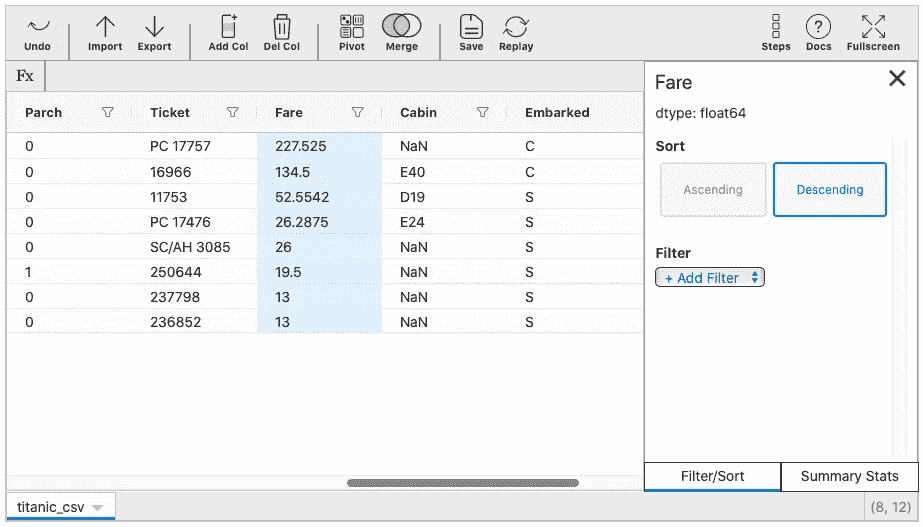 Undo Import Export Add Col Del Col Pivot Merge Save Replay Steps Docs Fullscreen
Fx
Parch Ticket Fare Cabin Embarked
0 PC 17757 227.525 NaN C
0 16966 134.5 E40 C
0 11753 52.5542 D19 S
0 PC 17476 26.2875 E24 S
0 SC/AH 3085 26 NaN S
1 250644 19.5 NaN S
0 237798 13 NaN S
0 236852 13 NaN S
Fare
dtype: float64
Sort
Ascending Descending
Filter
+ Add Filter
Filter/Sort Summary Stats
titanic_csv (8, 12)